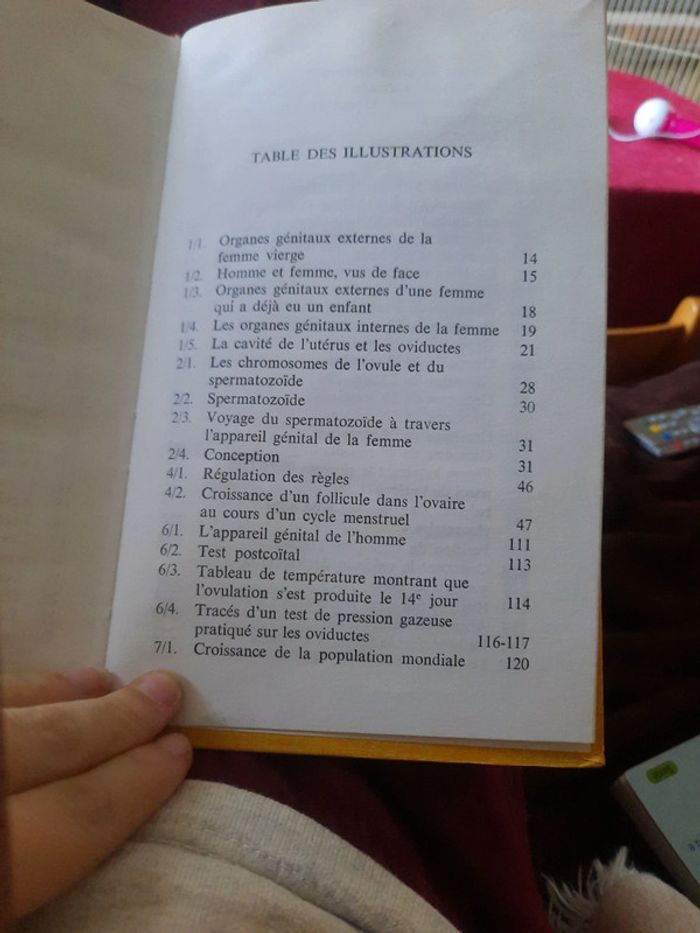 TABLE DES ILLUSTRATIONS
1/1. Organes génitaux externes de la
femme vierge 14
1/2. Homme et femme, vus de face 15
1/3. Organes génitaux externes d'une femme
qui a déjà eu un enfant 18
1/4. Les organes génitaux internes de la femme 19
1/5. La cavité de l'utérus et les oviductes 21
2/1. Les chromosomes de l'ovule et du
spermatozoïde 28
2/2. Spermatozoïde 30
2/3. Voyage du spermatozoïde à travers
l'appareil génital de la femme 31
2/4. Conception 31
4/1. Régulation des règles 46
4/2. Croissance d'un follicule dans l'ovaire
au cours d'un cycle menstruel 47
6/1. L'appareil génital de l'homme 111
6/2. Test postcoïtal 113
6/3. Tableau de température montrant que
l'ovulation s'est produite le 14e jour 114
6/4. Tracés d'un test de pression gazeuse
pratiqué sur les oviductes 116-117
7/1. Croissance de la population mondiale 120